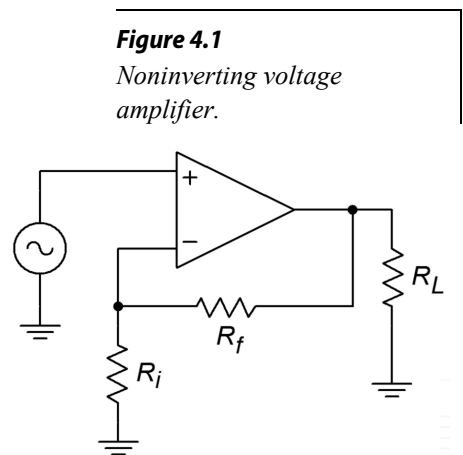 Figure 4.1
Noninverting voltage
amplifier.
+
−
R_L
R_f
R_i